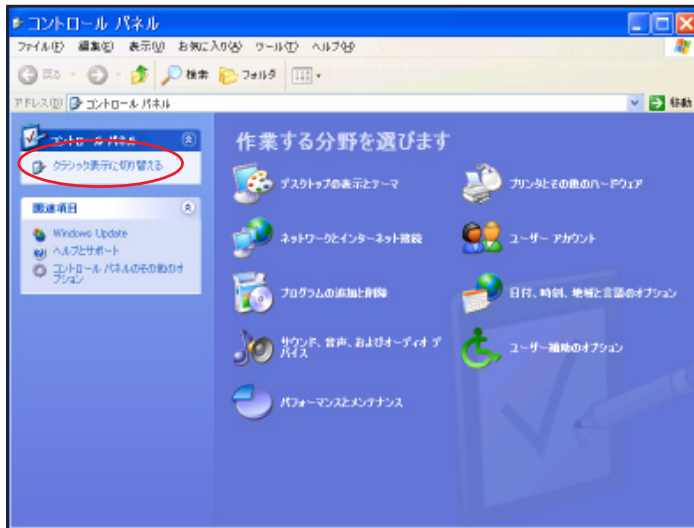 コントロール パネル
ファイル(F) 編集(E) 表示(V) お気に入り(A) ツール(T) ヘルプ(H)
戻る 検索 フォルダ
アドレス(D) コントロール パネル 移動
コントロール パネル
クラシック表示に切り替える
関連項目
Windows Update
ヘルプとサポート
コントロール パネルのその他のオ
プション
作業する分野を選びます
デスクトップの表示とテーマ
プリンタとその他のハードウェア
ネットワークとインターネット接続
ユーザー アカウント
プログラムの追加と削除
日付、時刻、地域と言語のオプション
サウンド、音声、およびオーディオ デ
バイス
ユーザー補助のオプション
パフォーマンスとメンテナンス